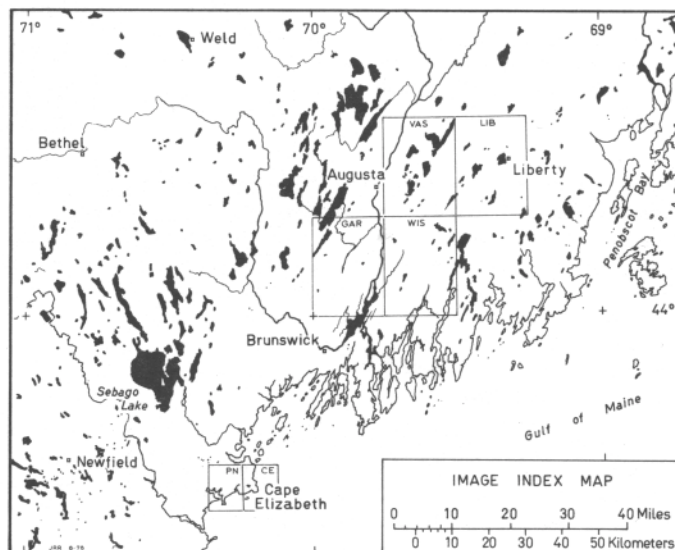 71° 70° 69°
Weld
VAS LIB
Bethel
Augusta Liberty
Penobscot Bay
GAR WIS
44°
Brunswick
Sebago
Lake
Gulf of Maine
Newfield PN CE
Cape
Elizabeth
IMAGE INDEX MAP
0 10 20 30 40 Miles
0 10 20 30 40 50 Kilometers